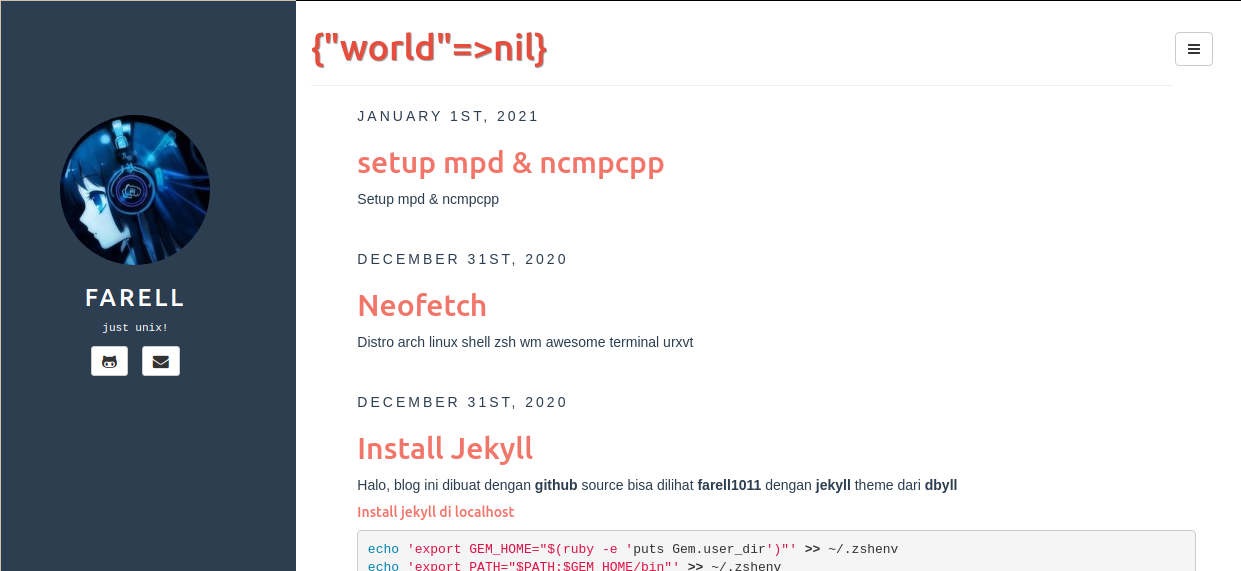 FARELL
just unix!
{"world"=>nil}
JANUARY 1ST, 2021
setup mpd & ncmpcpp
Setup mpd & ncmpcpp
DECEMBER 31ST, 2020
Neofetch
Distro arch linux shell zsh wm awesome terminal urxvt
DECEMBER 31ST, 2020
Install Jekyll
Halo, blog ini dibuat dengan github source bisa dilihat farell1011 dengan jekyll theme dari dbyll
Install jekyll di localhost
echo 'export GEM_HOME="$(ruby -e 'puts Gem.user_dir')"' >> ~/.zshenv
echo 'export PATH="$PATH:$GEM_HOME/bin"' >> ~/.zshenv